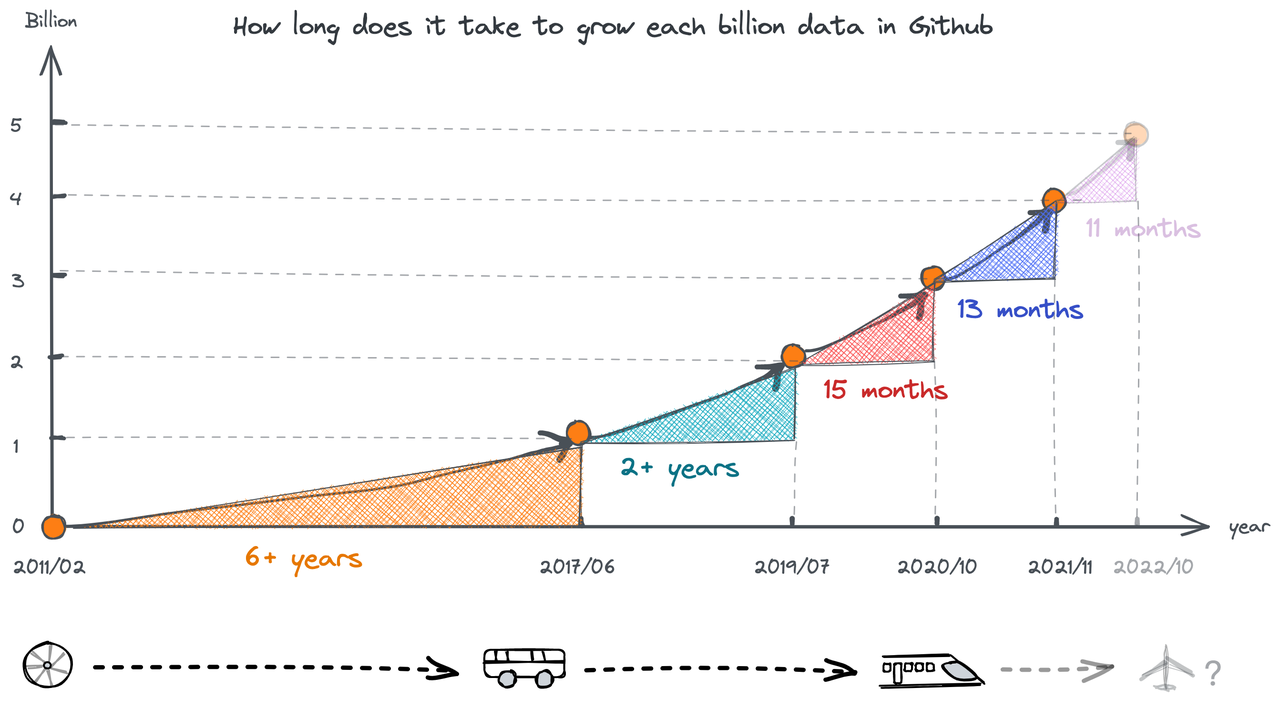 Billion
How long does it take to grow each billion data in Github
5
4
11 months
3
13 months
2
15 months
1
2+ years
0
year
6+ years
2011/02
2017/06
2019/07
2020/10
2021/11
2022/10
?